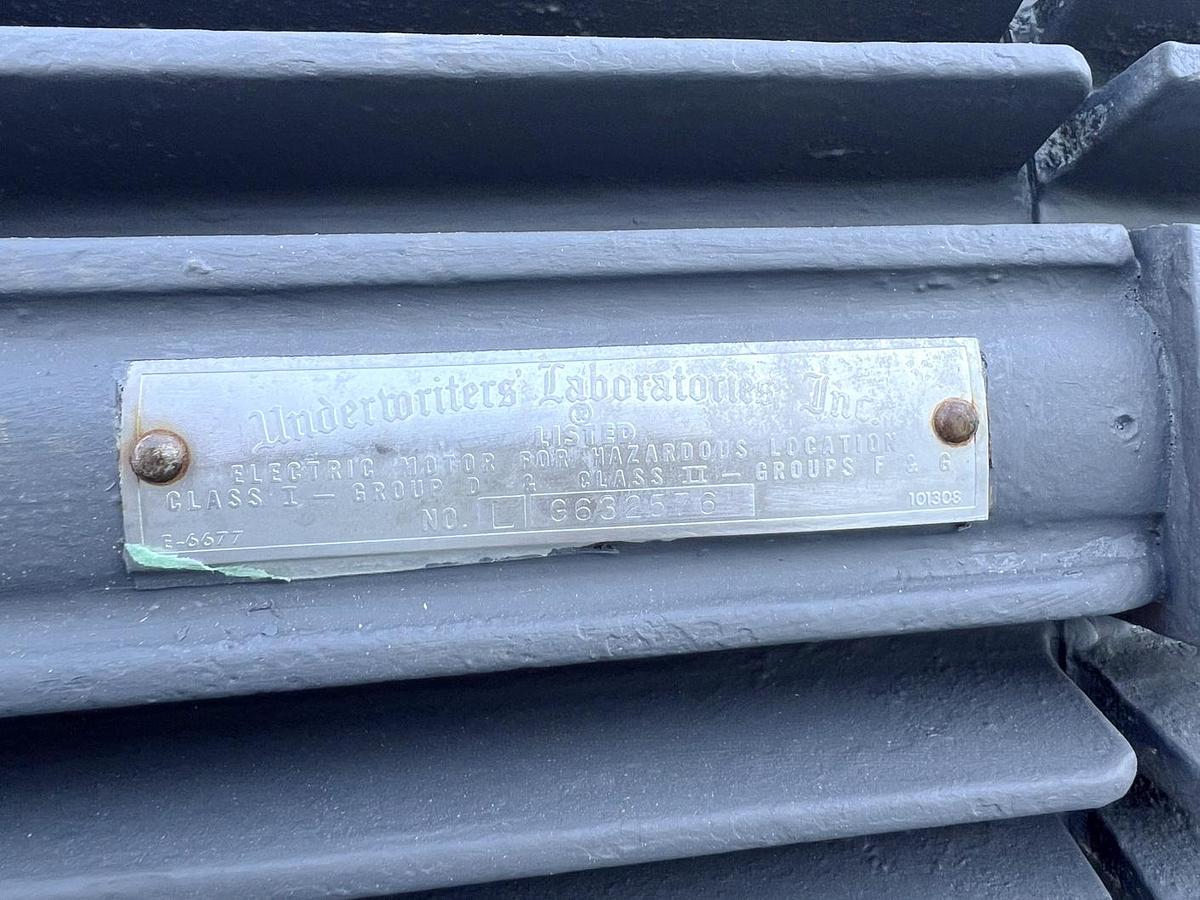 Underwriters' Laboratories Inc.
®
LISTED
ELECTRIC MOTOR FOR HAZARDOUS LOCATION
CLASS I — GROUP D & CLASS II — GROUPS F & G
NO. L G632576
E-6677
101308